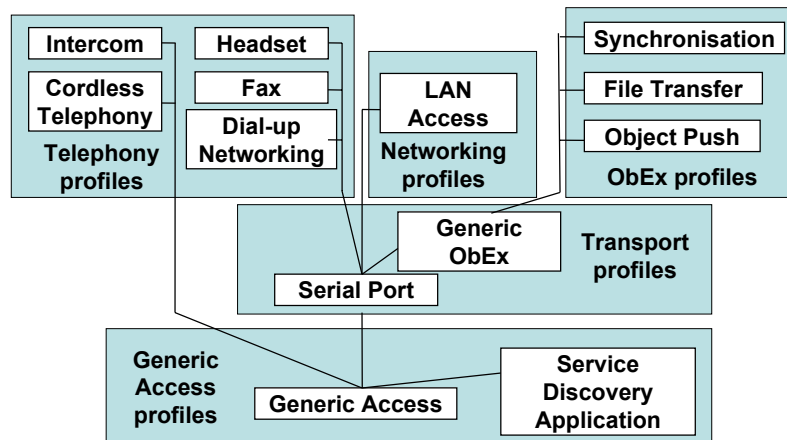 Intercom
Cordless
Telephony
Telephony
profiles
Headset
Fax
Dial-up
Networking
LAN
Access
Networking
profiles
Synchronisation
File Transfer
Object Push
ObEx profiles
Generic
ObEx
Transport
profiles
Serial Port
Generic
Access
profiles
Generic Access
Service
Discovery
Application